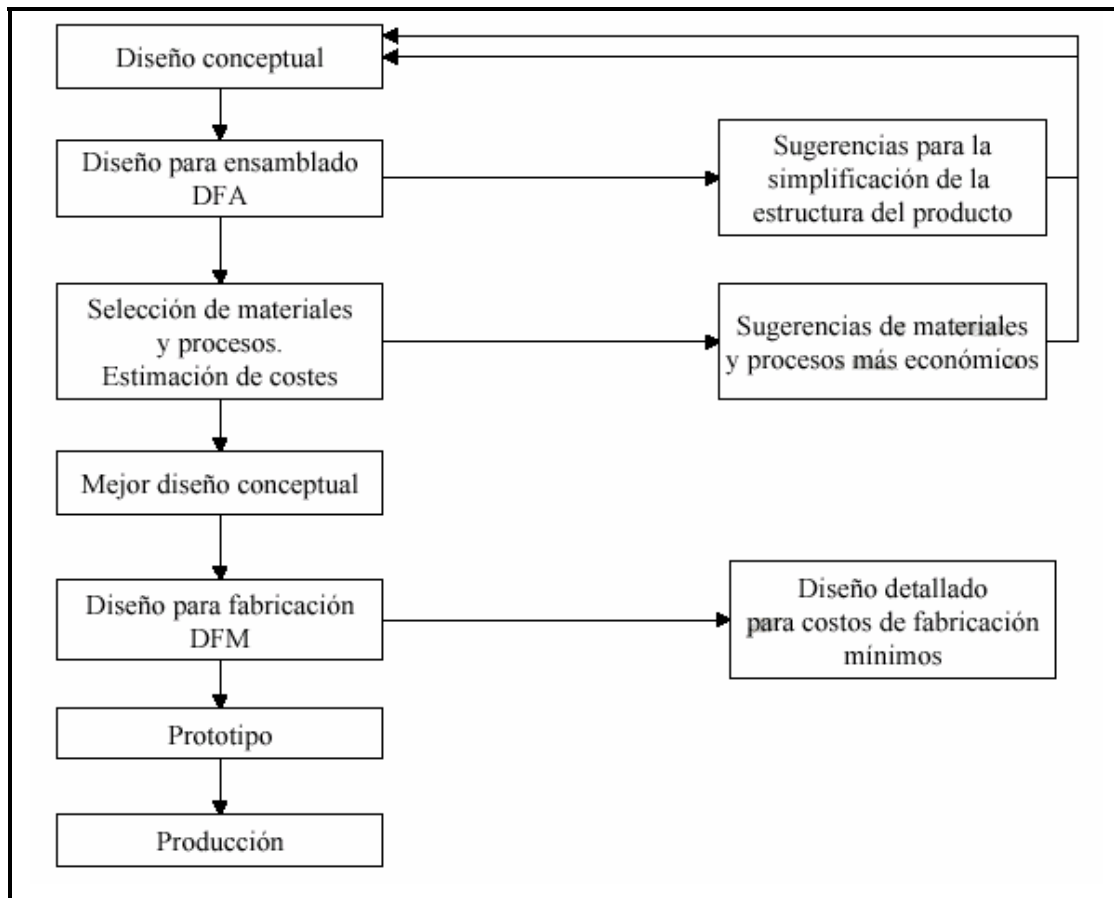 Diseño conceptual
Diseño para ensamblado
DFA
Sugerencias para la
simplificación de la
estructura del producto
Selección de materiales
y procesos.
Estimación de costes
Sugerencias de materiales
y procesos más económicos
Mejor diseño conceptual
Diseño para fabricación
DFM
Diseño detallado
para costos de fabricación
mínimos
Prototipo
Producción